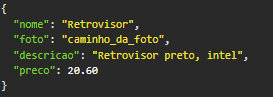 {
"nome": "Retrovisor",
"foto": "caminho_da_foto",
"descricao": "Retrovisor preto, intel",
"preco": 20.60
}